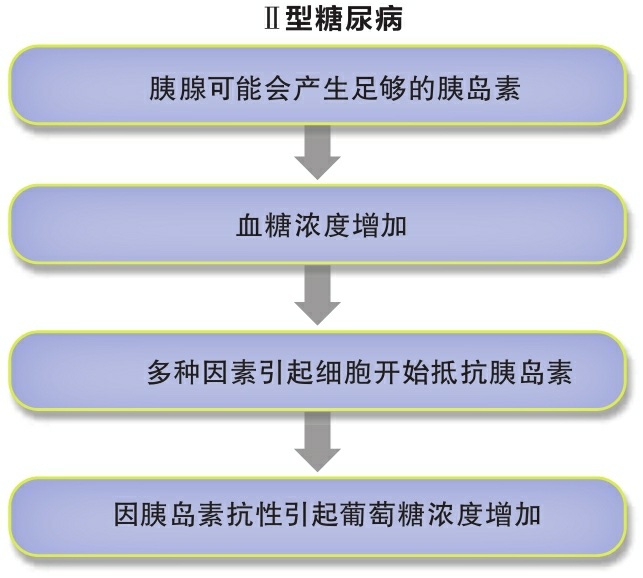 Ⅱ型糖尿病
胰腺可能会产生足够的胰岛素
血糖浓度增加
多种因素引起细胞开始抵抗胰岛素
因胰岛素抗性引起葡萄糖浓度增加